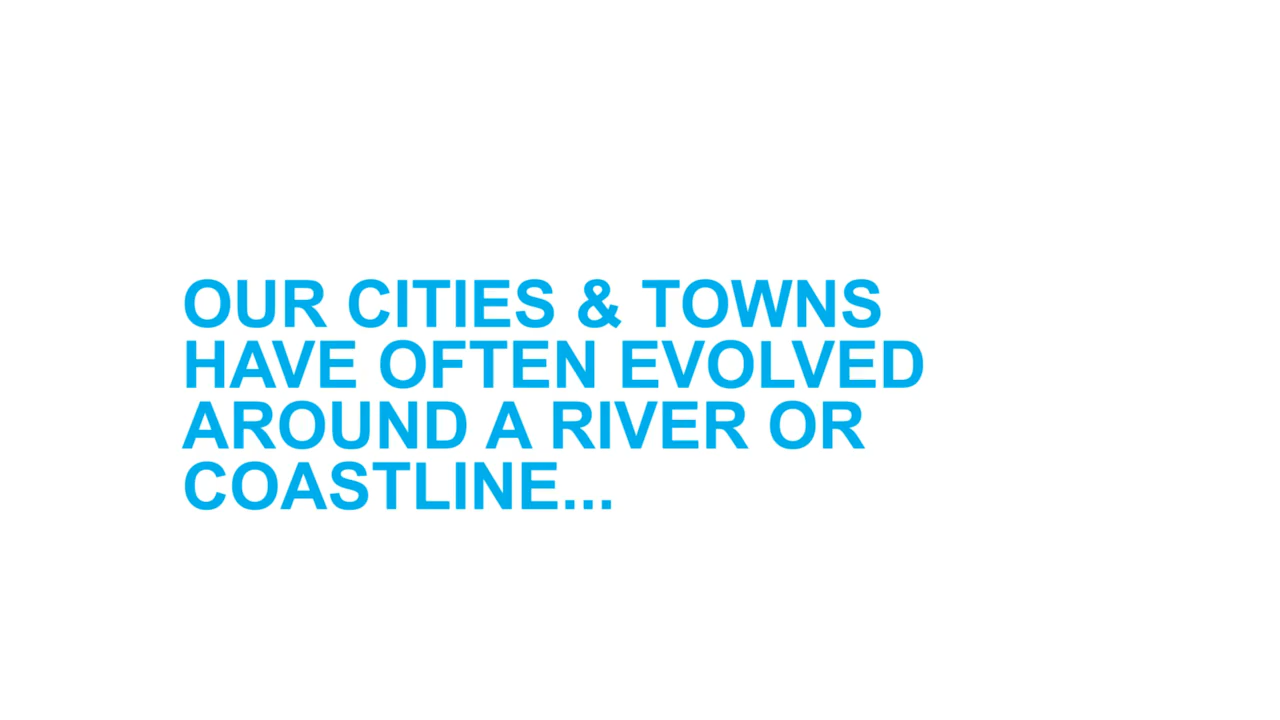 OUR CITIES & TOWNS
HAVE OFTEN EVOLVED
AROUND A RIVER OR
COASTLINE...